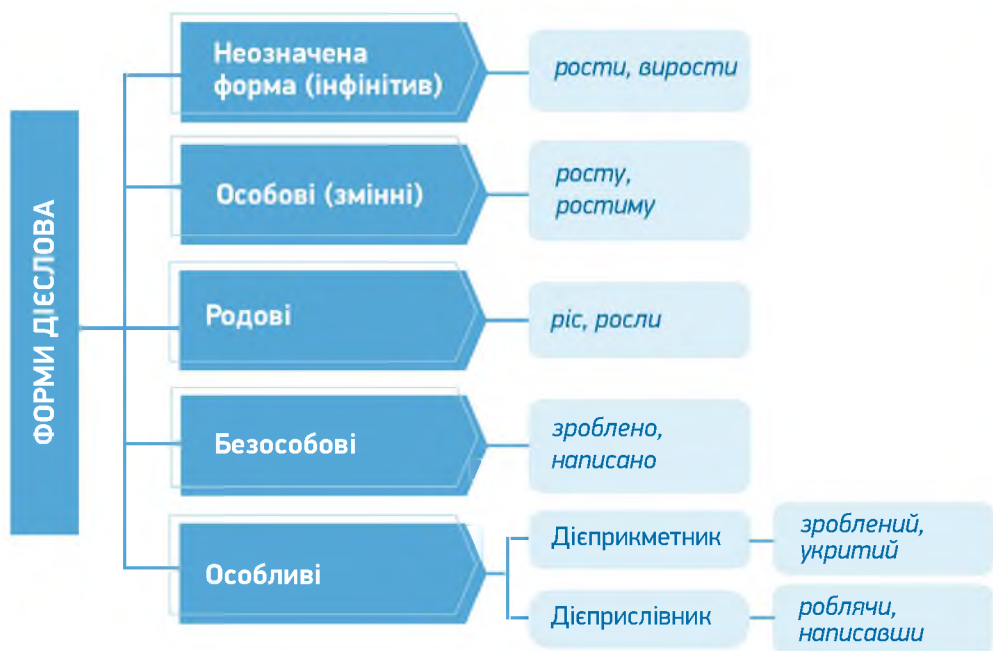 ФОРМИ ДІЄСЛОВА
Неозначена
форма (інфінітив)
рости, вирости
Особові (змінні)
росту,
ростиму
Родові
ріс, росли
Безособові
зроблено,
написано
Особливі
Дієприкметник
зроблений,
укритий
Дієприслівник
роблячи,
написавши